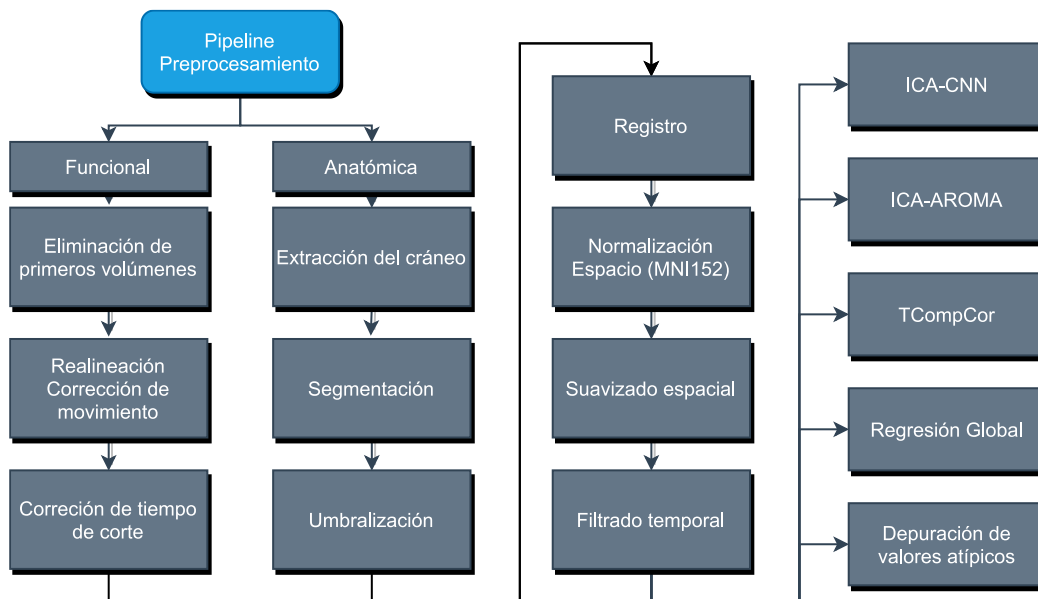 Pipeline
Preprocesamiento
Funcional
Eliminación de
primeros volúmenes
Realineación
Corrección de
movimiento
Correción de tiempo
de corte
Anatómica
Extracción del cráneo
Segmentación
Umbralización
Registro
Normalización
Espacio (MNI152)
Suavizado espacial
Filtrado temporal
ICA-CNN
ICA-AROMA
TCompCor
Regresión Global
Depuración de
valores atípicos